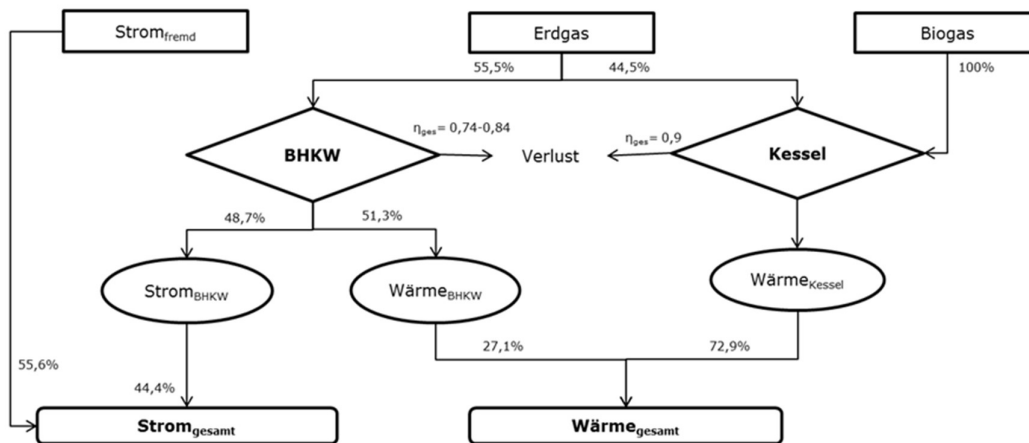 Strom_fremd
Erdgas
Biogas
55,5%
44,5%
100%
η_ges = 0,74-0,84
η_ges = 0,9
BHKW
Verlust
Kessel
48,7%
51,3%
Strom_BHKW
Wärme_BHKW
Wärme_Kessel
55,6%
44,4%
27,1%
72,9%
Strom_gesamt
Wärme_gesamt